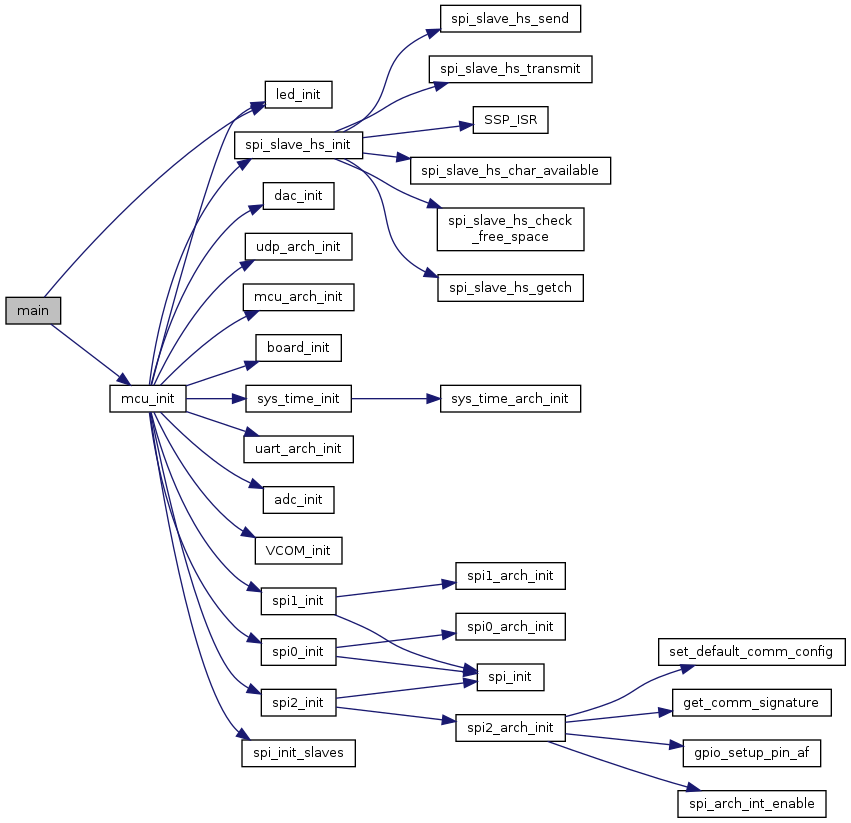 spi_slave_hs_send
spi_slave_hs_transmit
led_init
SSP_ISR
spi_slave_hs_init
spi_slave_hs_char_available
dac_init
spi_slave_hs_check
_free_space
udp_arch_init
spi_slave_hs_getch
mcu_arch_init
main
board_init
mcu_init
sys_time_init
sys_time_arch_init
uart_arch_init
adc_init
VCOM_init
spi1_arch_init
spi1_init
spi0_arch_init
spi0_init
set_default_comm_config
spi_init
spi2_init
get_comm_signature
spi2_arch_init
spi_init_slaves
gpio_setup_pin_af
spi_arch_int_enable